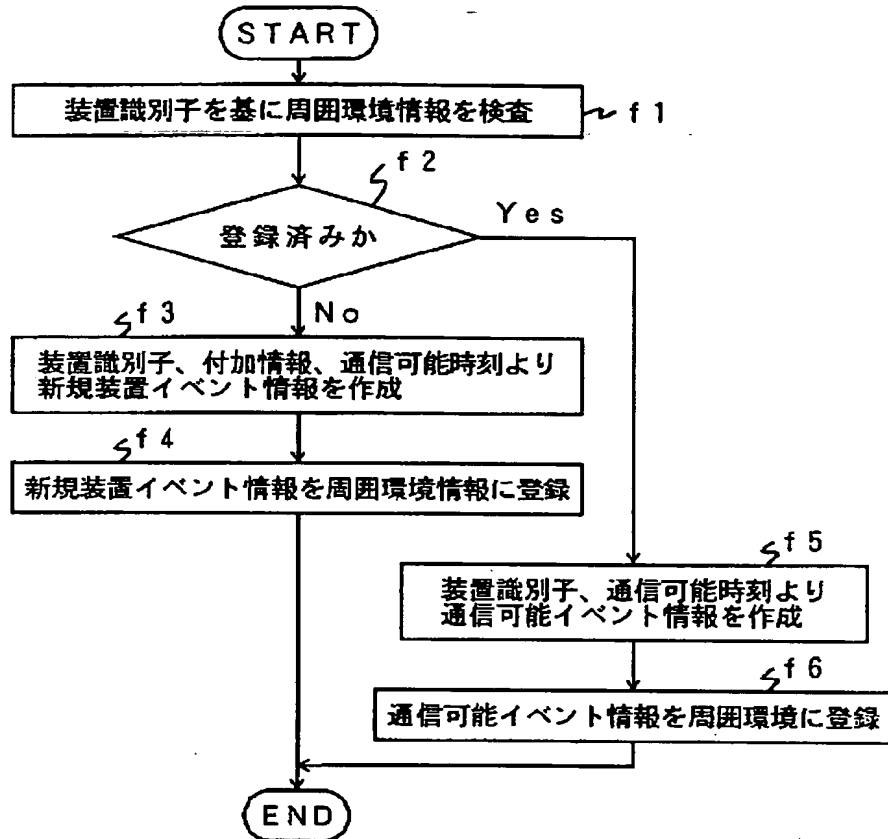 START
装置識別子を基に周囲環境情報を検査
f1
f2
登録済みか
Yes
No
f3
装置識別子、付加情報、通信可能時刻より
新規装置イベント情報を作成
f4
新規装置イベント情報を周囲環境情報に登録
f5
装置識別子、通信可能時刻より
通信可能イベント情報を作成
f6
通信可能イベント情報を周囲環境に登録
END